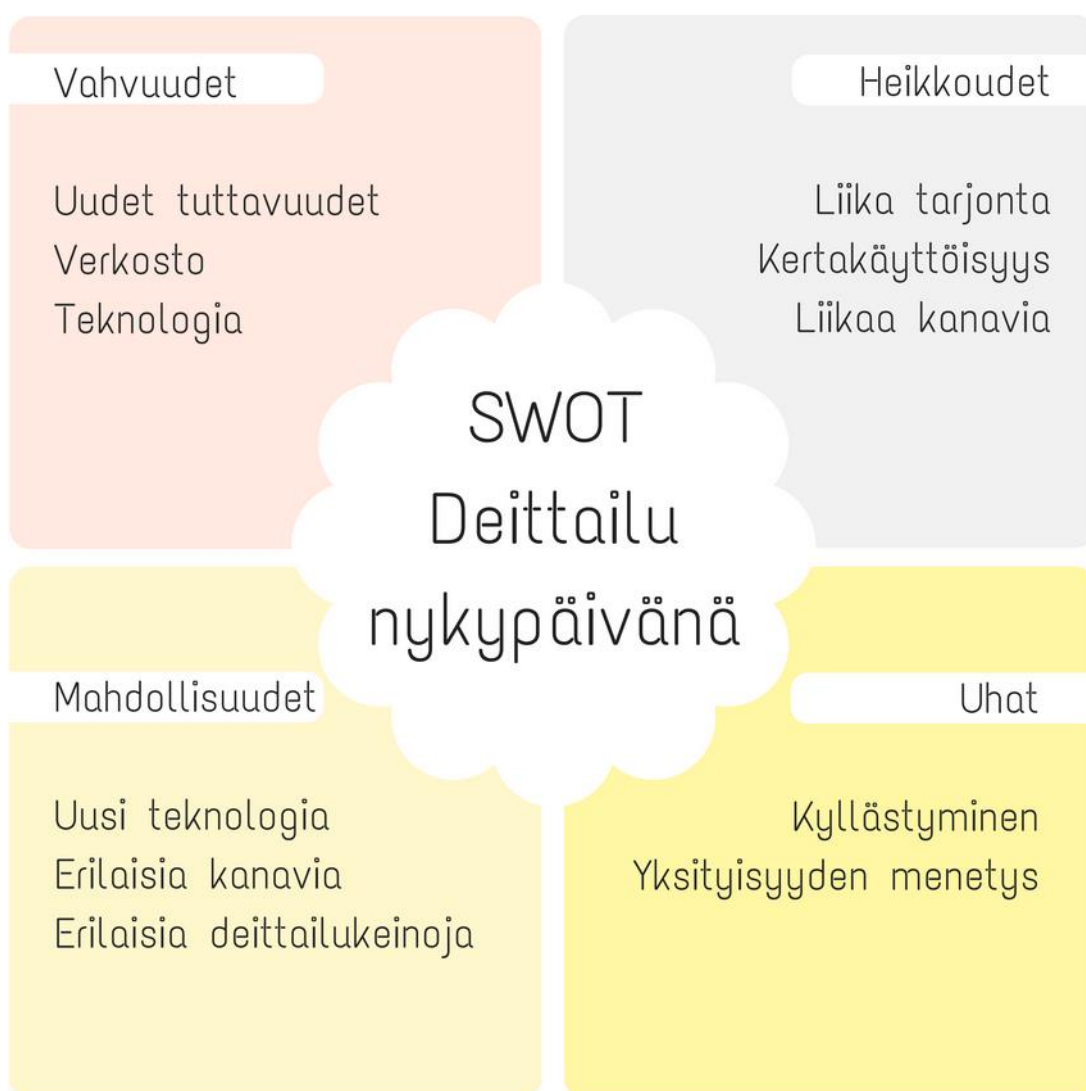 Vahvuudet
Uudet tuttavuudet
Verkosto
Teknologia
Heikkoudet
Liika tarjonta
Kertakäyttöisyys
Liikaa kanavia
SWOT
Deittailu
nykypäivänä
Mahdollisuudet
Uusi teknologia
Erilaisia kanavia
Erilaisia deittailukeinoja
Uhat
Kyllästyminen
Yksityisyyden menetys